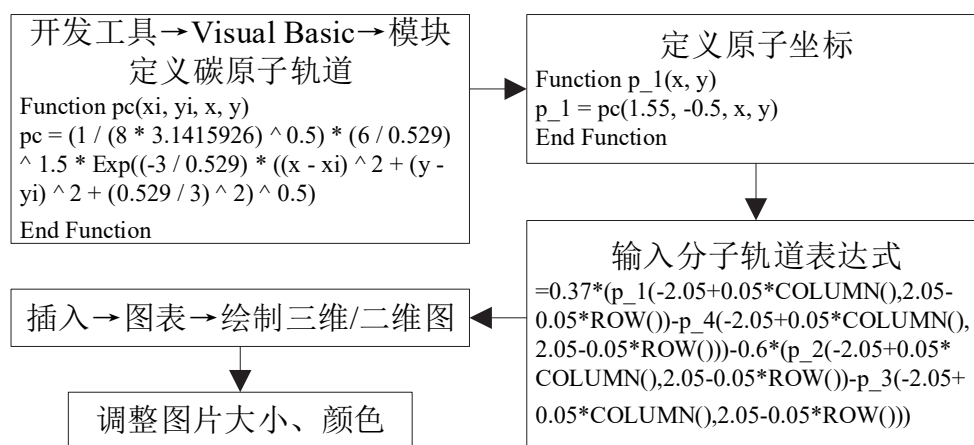 开发工具→Visual Basic→模块
定义碳原子轨道
Function pc(xi, yi, x, y)
pc = (1 / (8 * 3.1415926) ^ 0.5) * (6 / 0.529)
^ 1.5 * Exp((-3 / 0.529) * ((x - xi) ^ 2 + (y -
yi) ^ 2 + (0.529 / 3) ^ 2) ^ 0.5)
End Function
定义原子坐标
Function p_1(x, y)
p_1 = pc(1.55, -0.5, x, y)
End Function
输入分子轨道表达式
=0.37*(p_1(-2.05+0.05*COLUMN(),2.05-
0.05*ROW())-p_4(-2.05+0.05*COLUMN(),
2.05-0.05*ROW()))-0.6*(p_2(-2.05+0.05*
COLUMN(),2.05-0.05*ROW())-p_3(-2.05+
0.05*COLUMN(),2.05-0.05*ROW()))
插入→图表→绘制三维/二维图
调整图片大小、颜色